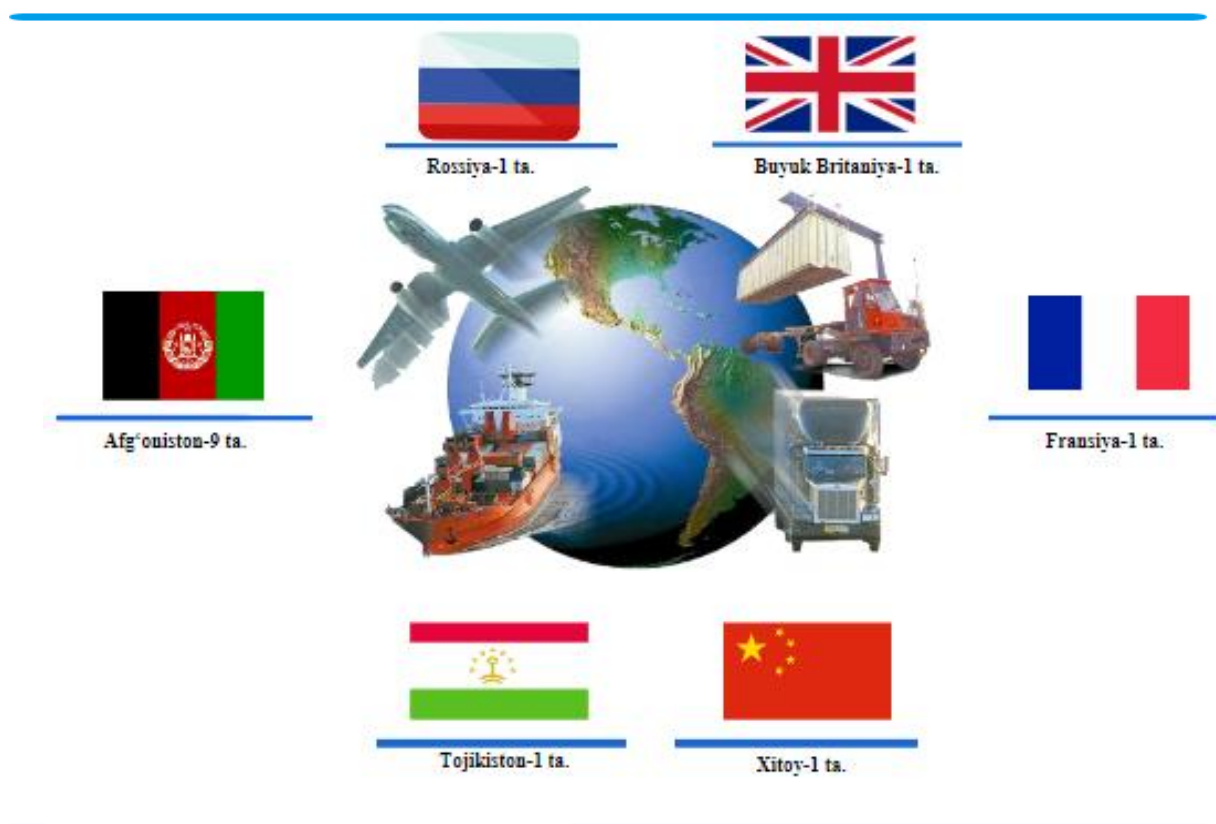 Rossiya-1 ta.
Buyuk Britaniya-1 ta.
Afg‘oniston-9 ta.
Fransiya-1 ta.
Tojikiston-1 ta.
Xitoy-1 ta.